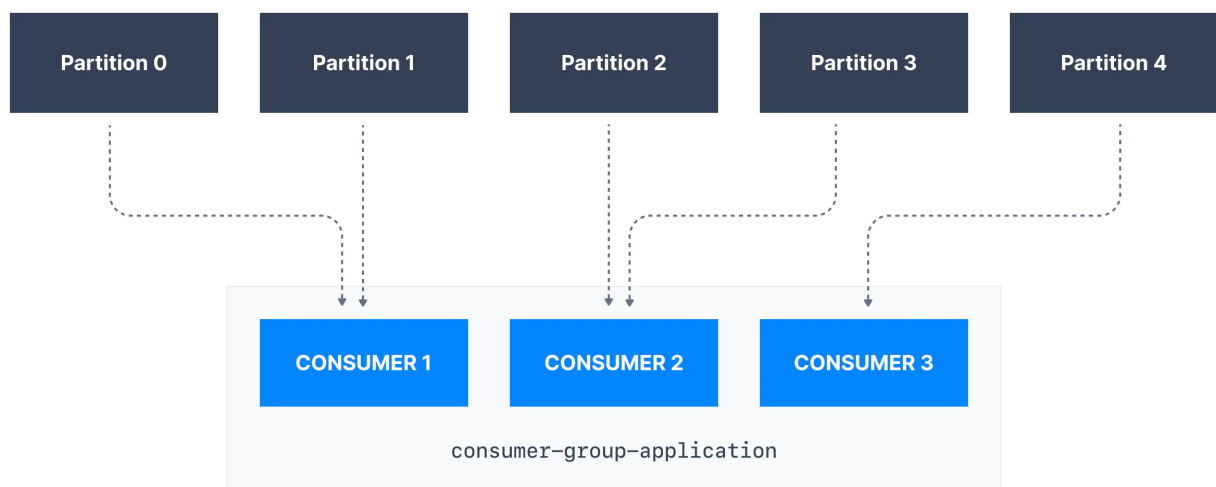 Partition 0
Partition 1
Partition 2
Partition 3
Partition 4
CONSUMER 1
CONSUMER 2
CONSUMER 3
consumer-group-application